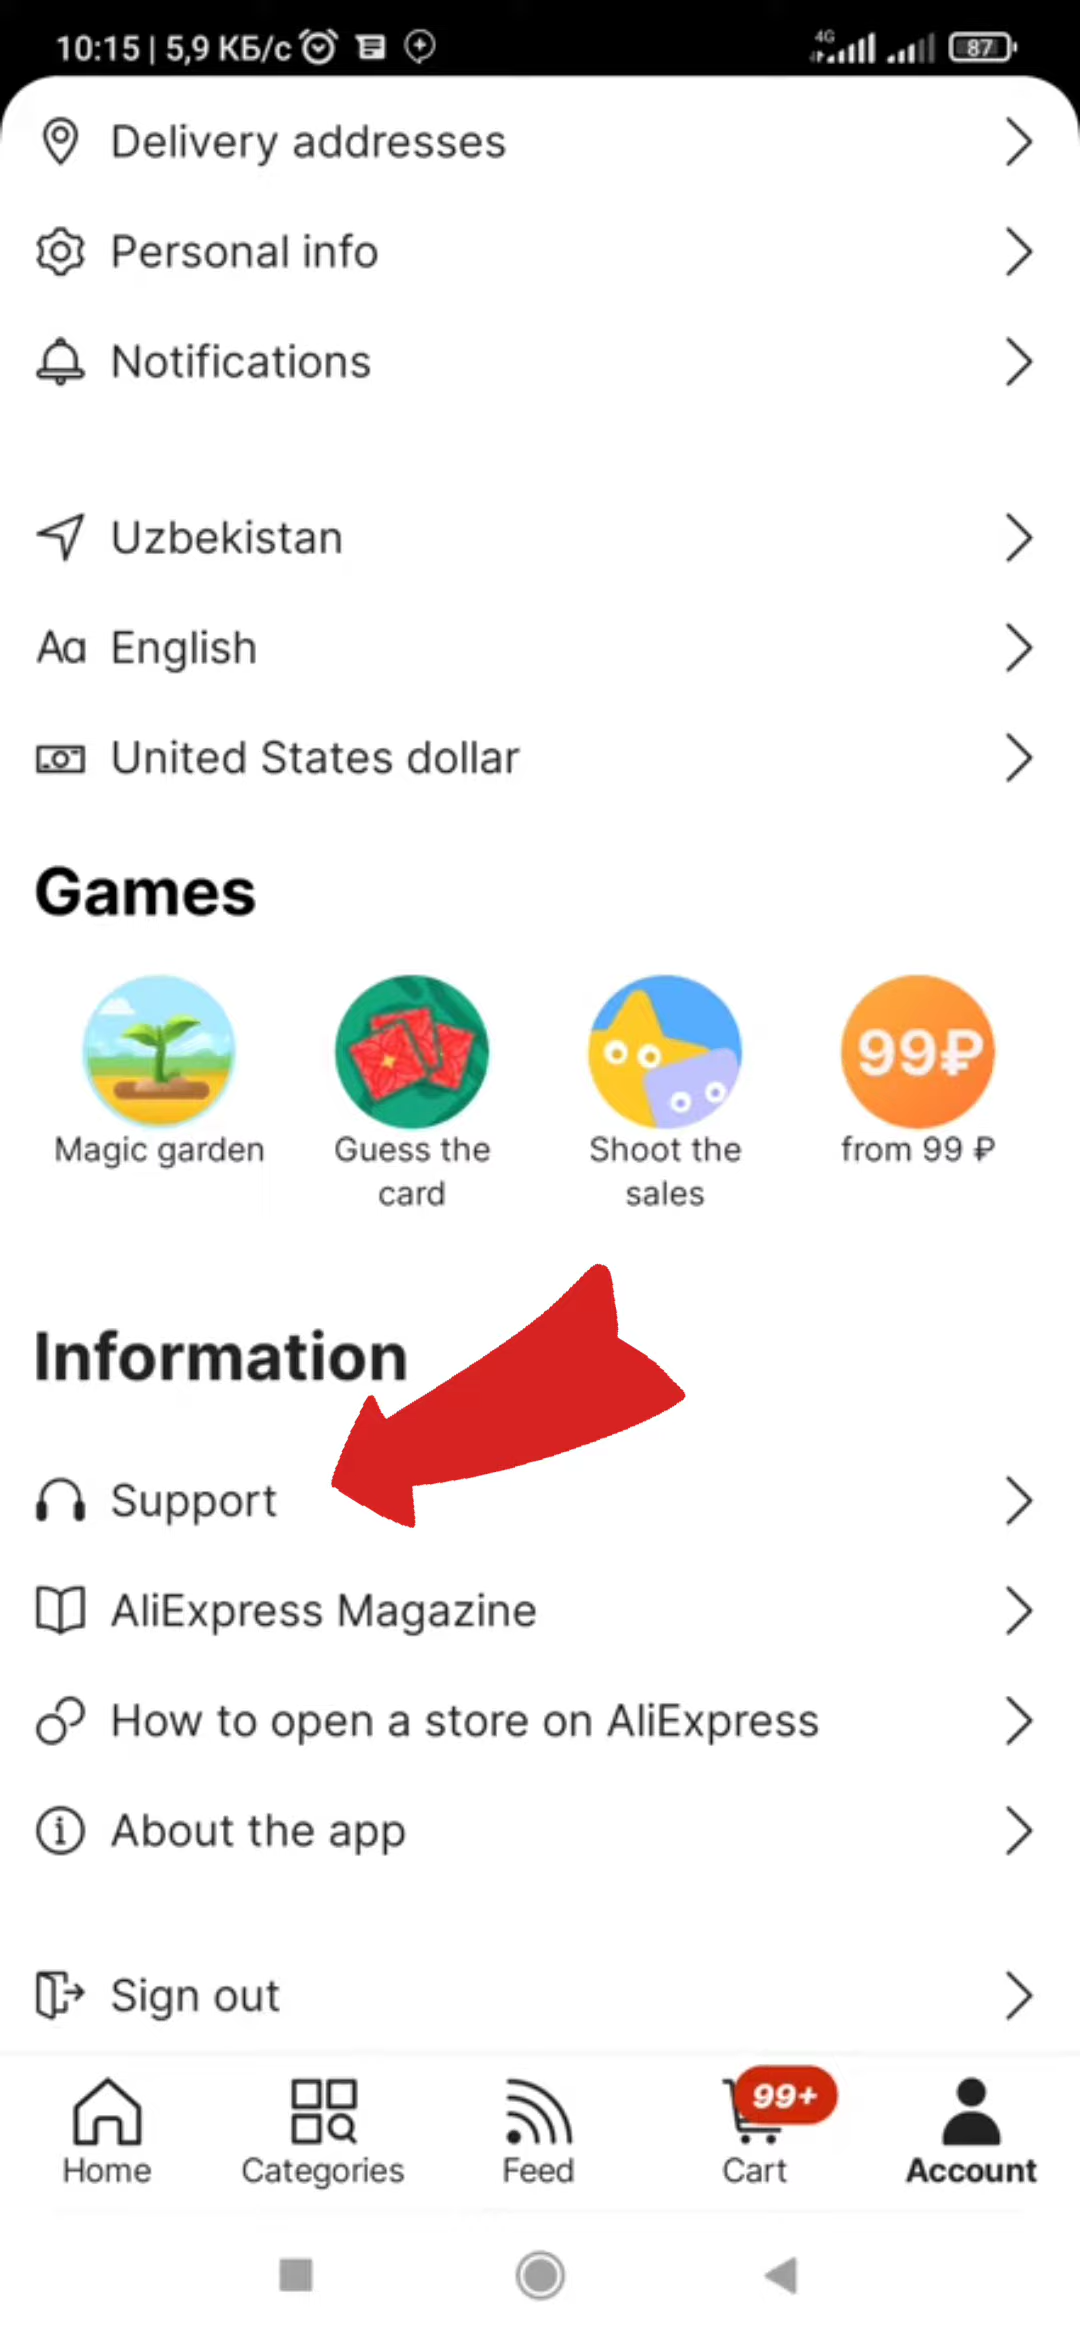 10:15 | 5,9 КБ/с
4G
87
Delivery addresses
Personal info
Notifications
Uzbekistan
Aa English
United States dollar
Games
99₽
Magic garden
Guess the card
Shoot the sales
from 99 ₽
Information
Support
AliExpress Magazine
How to open a store on AliExpress
About the app
Sign out
99+
Home
Categories
Feed
Cart
Account